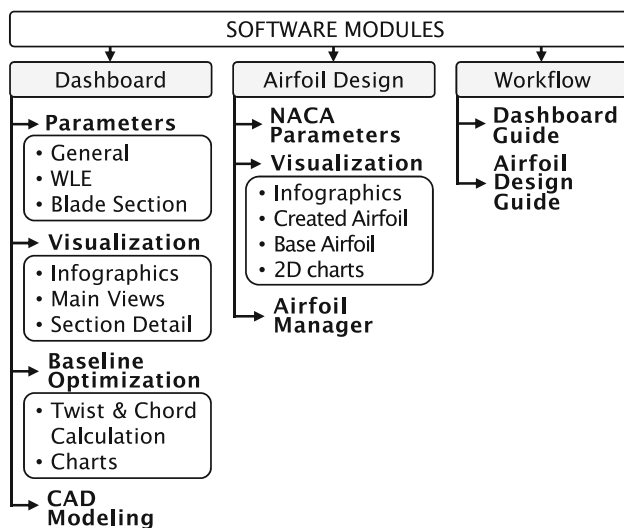 SOFTWARE MODULES
Dashboard
Parameters
• General
• WLE
• Blade Section
Visualization
• Infographics
• Main Views
• Section Detail
Baseline
Optimization
• Twist & Chord
Calculation
• Charts
CAD
Modeling
Airfoil Design
NACA
Parameters
Visualization
• Infographics
• Created Airfoil
• Base Airfoil
• 2D charts
Airfoil
Manager
Workflow
Dashboard
Guide
Airfoil
Design
Guide